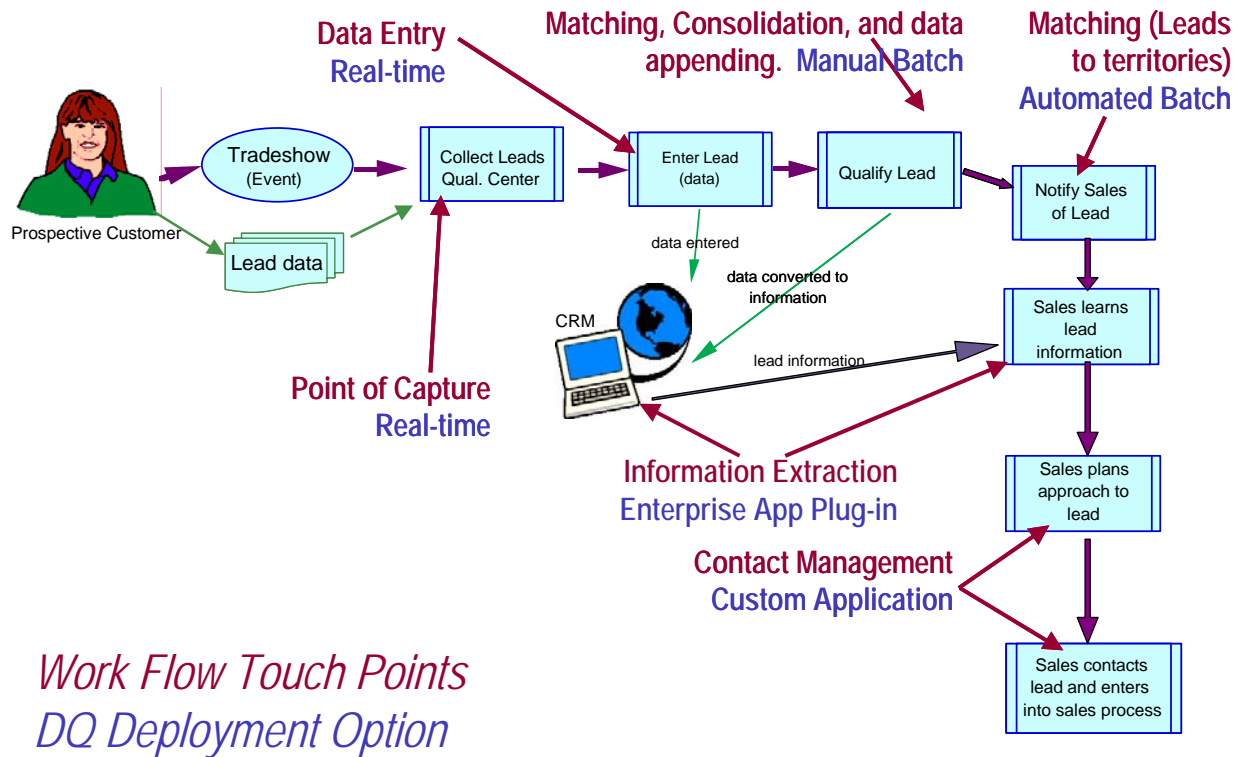 Data Entry
Real-time
Matching, Consolidation, and data
appending. Manual Batch
Matching (Leads
to territories)
Automated Batch
Prospective Customer
Tradeshow
(Event)
Lead data
Collect Leads
Qual. Center
Enter Lead
(data)
Qualify Lead
Notify Sales
of Lead
data entered
data converted to
information
CRM
lead information
Sales learns
lead
information
Point of Capture
Real-time
Information Extraction
Enterprise App Plug-in
Sales plans
approach to
lead
Contact Management
Custom Application
Sales contacts
lead and enters
into sales process
Work Flow Touch Points
DQ Deployment Option